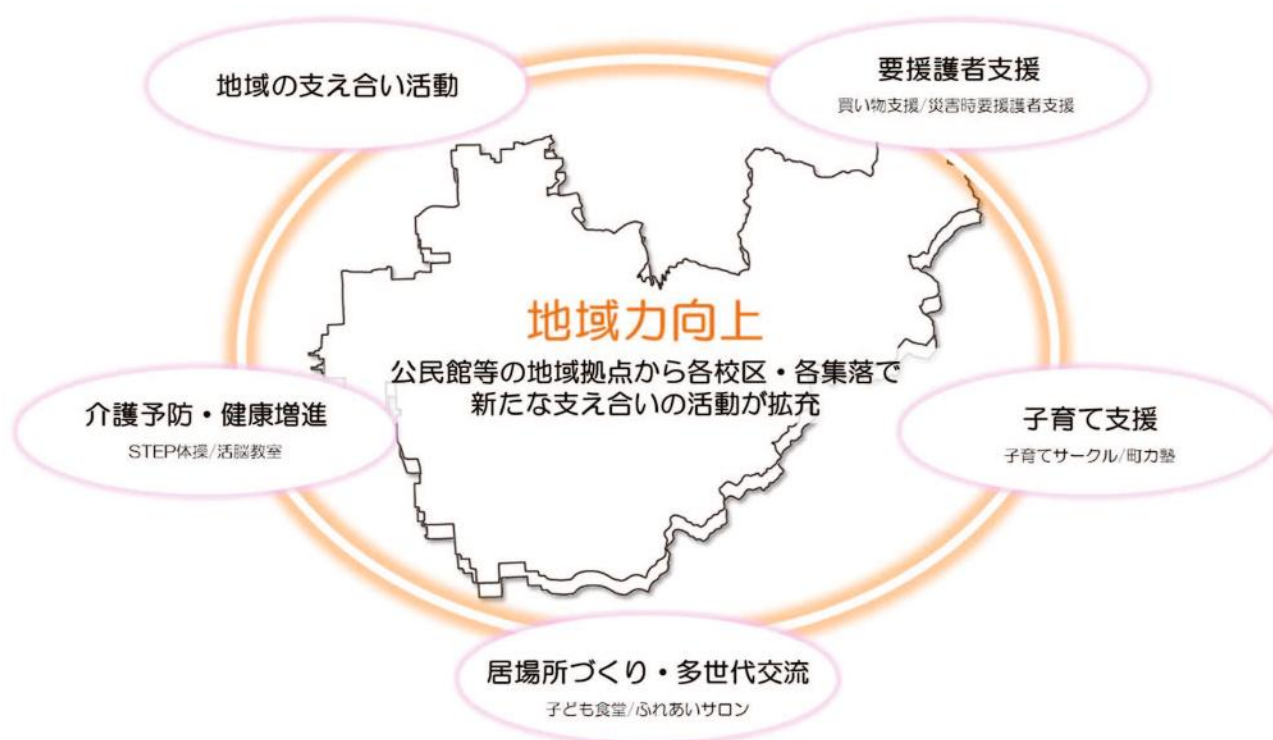 地域の支え合い活動
要援護者支援
買い物支援/災害時要援護者支援
地域力向上
公民館等の地域拠点から各校区・各集落で
新たな支え合いの活動が拡充
介護予防・健康増進
STEP体操/活脳教室
子育て支援
子育てサークル/町力塾
居場所づくり・多世代交流
子ども食堂/ふれあいサロン